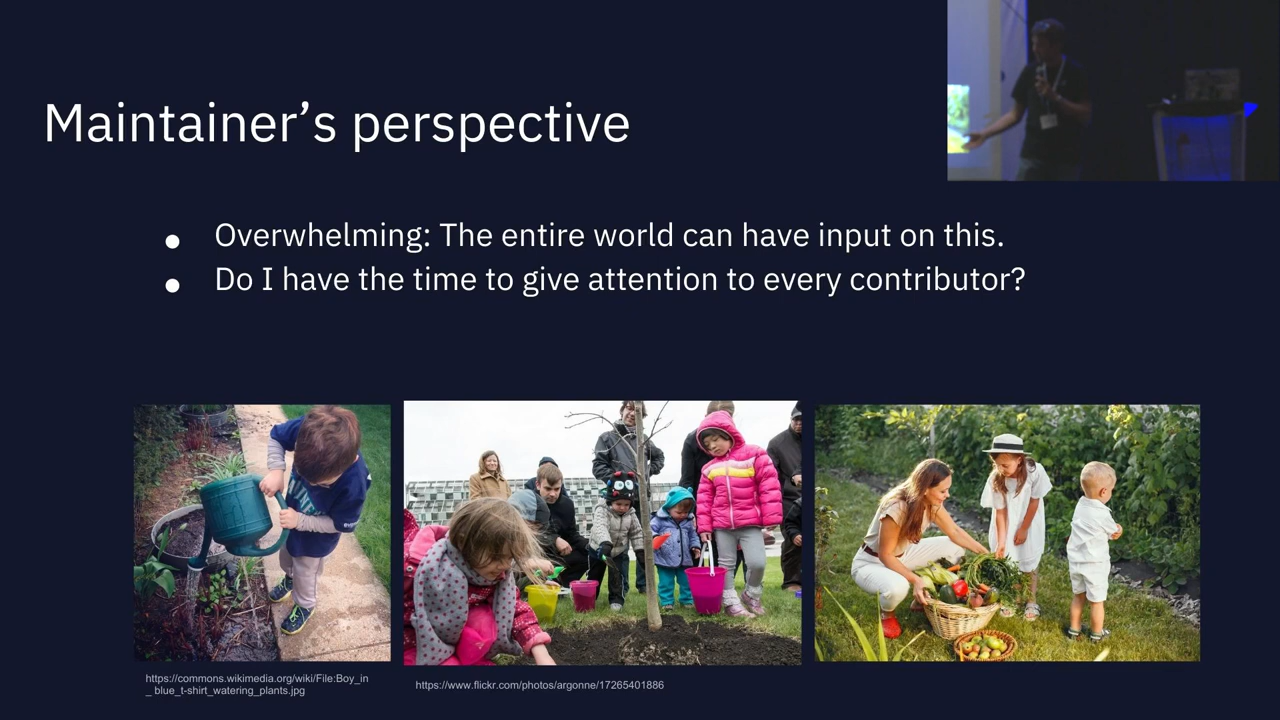 Maintainer’s perspective
Overwhelming: The entire world can have input on this.
Do I have the time to give attention to every contributor?
https://commons.wikimedia.org/wiki/File:Boy_in
_ blue_t-shirt_watering_plants.jpg
https://www.flickr.com/photos/argonne/17265401886